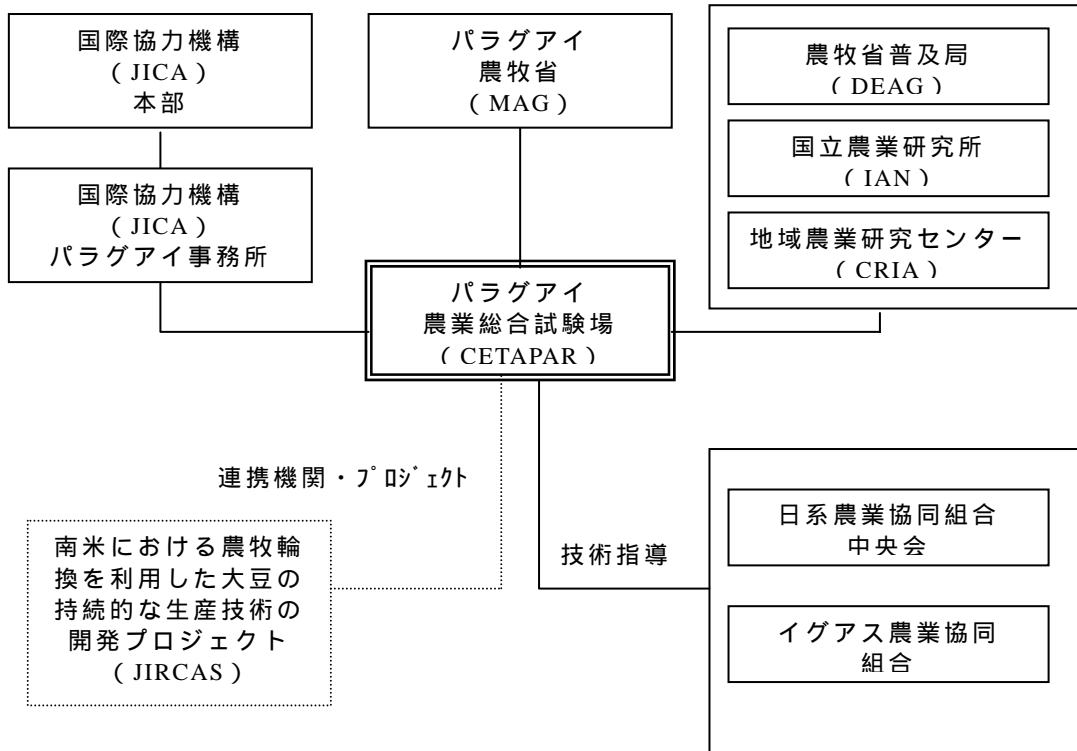 国際協力機構
（JICA）
本部
パラグアイ
農牧省
（MAG）
農牧省普及局
（DEAG）
国立農業研究所
（IAN）
地域農業研究センター
（CRIA）
国際協力機構
（JICA）
パラグアイ事務所
パラグアイ
農業総合試験場
（CETAPAR）
連携機関・ﾌﾟﾛｼﾞｪｸﾄ
南米における農牧輪
換を利用した大豆の
持続的な生産技術の
開発プロジェクト
（JIRCAS）
技術指導
日系農業協同組合
中央会
イグアス農業協同
組合